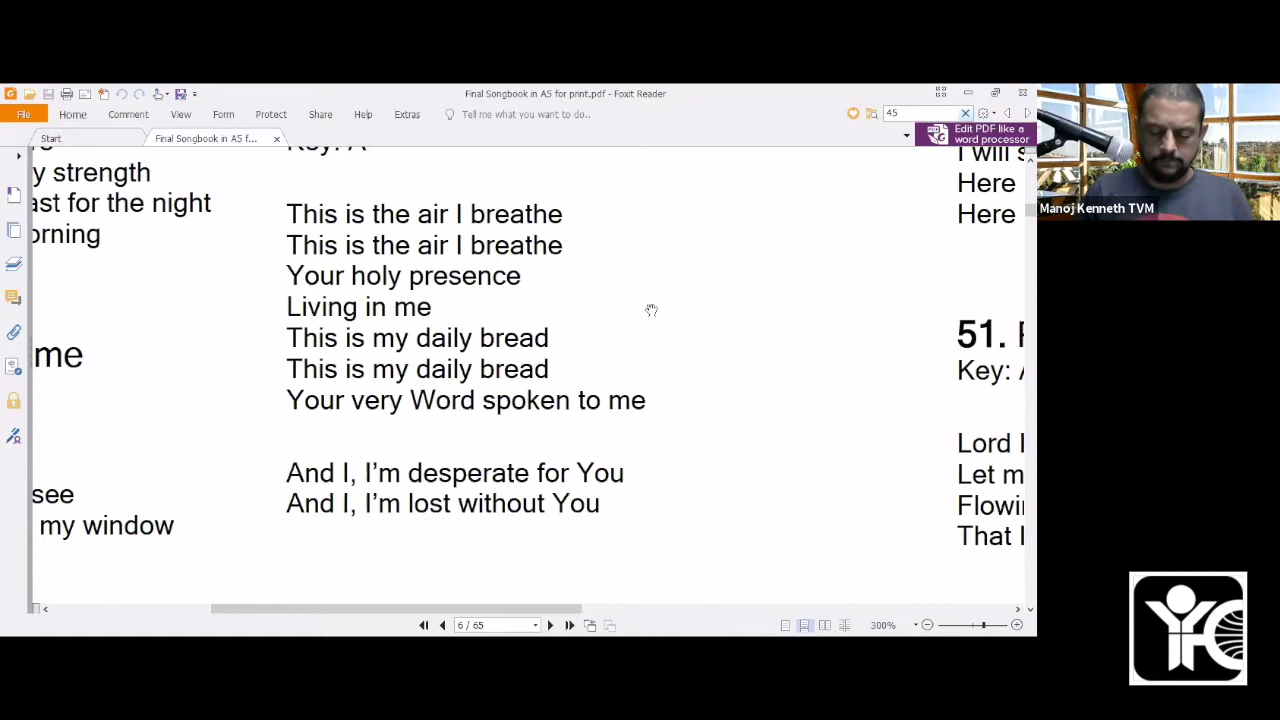 Final Songbook in A5 for print.pdf - Foxit Reader
File Home Comment View Form Project Share Help Extras Tell me what you want to do.. 45
Start Final Songbook in A5 f...
Edit PDF like a
word processor
y strength
ast for the night
orning
me
see
my window
Key: A
This is the air I breathe
This is the air I breathe
Your holy presence
Living in me
This is my daily bread
This is my daily bread
Your very Word spoken to me
And I, I'm desperate for You
And I, I'm lost without You
I will s
Here
Here
51. F
Key: A
Lord I
Let m
Flowi
That I
6 / 65
300%
Manoj Kenneth TVM
YFC